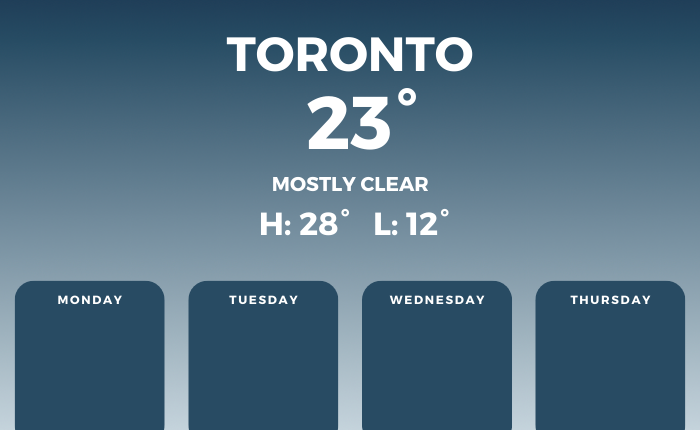 TORONTO
23°
MOSTLY CLEAR
H: 28° L: 12°
MONDAY TUESDAY WEDNESDAY THURSDAY